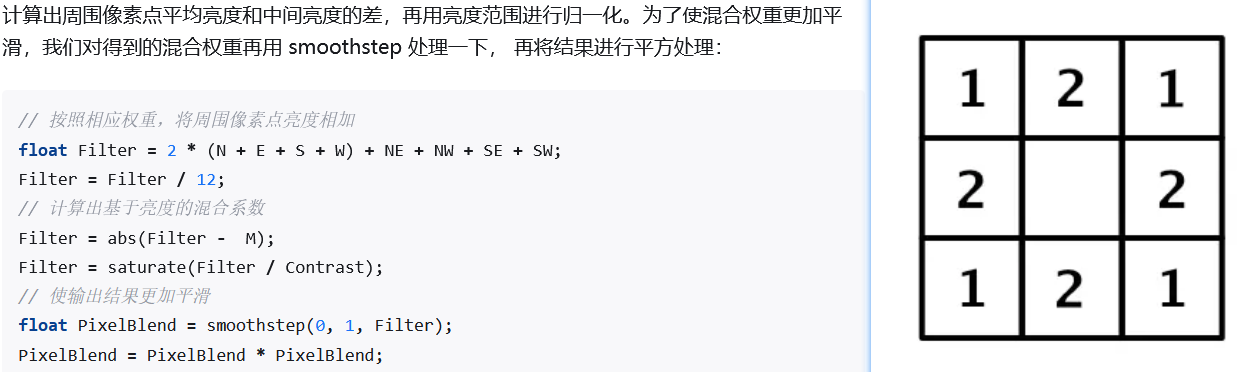 计算出周围像素点平均亮度和中间亮度的差，再用亮度范围进行归一化。为了使混合权重更加平
滑，我们对得到的混合权重再用 smoothstep 处理一下， 再将结果进行平方处理：
// 按照相应权重，将周围像素点亮度相加
float Filter = 2 * (N + E + S + W) + NE + NW + SE + SW;
Filter = Filter / 12;
// 计算出基于亮度的混合系数
Filter = abs(Filter -  M);
Filter = saturate(Filter / Contrast);
// 使输出结果更加平滑
float PixelBlend = smoothstep(0, 1, Filter);
PixelBlend = PixelBlend * PixelBlend;
1 2 1
2 2
1 2 1